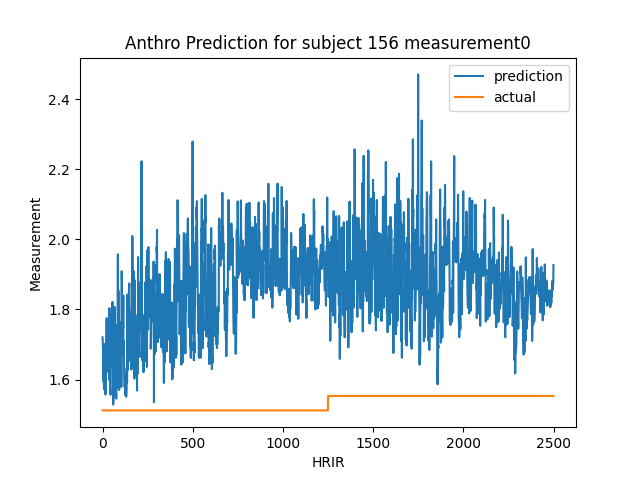 Anthro Prediction for subject 156 measurement0
prediction
actual
2.4
2.2
2.0
1.8
1.6
Measurement
0
500
1000
1500
2000
2500
HRIR